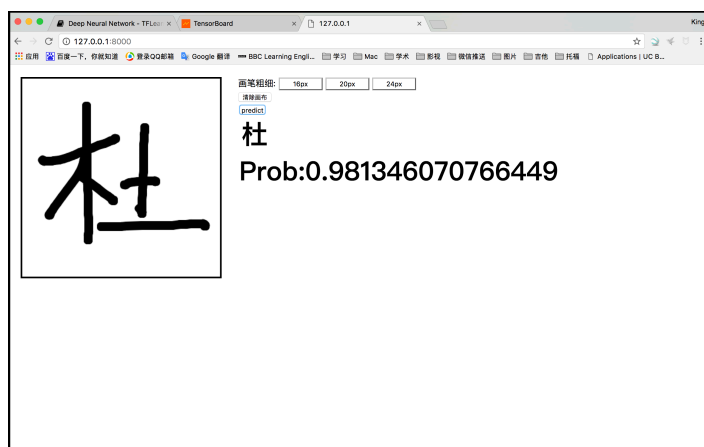 Deep Neural Network - TFLear
TensorBoard
127.0.0.1
King
127.0.0.1:8000
应用 百度一下，你就知道 登录QQ邮箱 Google 翻译 BBC Learning Engli... 学习 Mac 学术 影视 微信推送 图片 吉他 托福 Applications | UC B...
画笔粗细: 16px 20px 24px
清除画布
predict
杜
杜
Prob:0.981346070766449